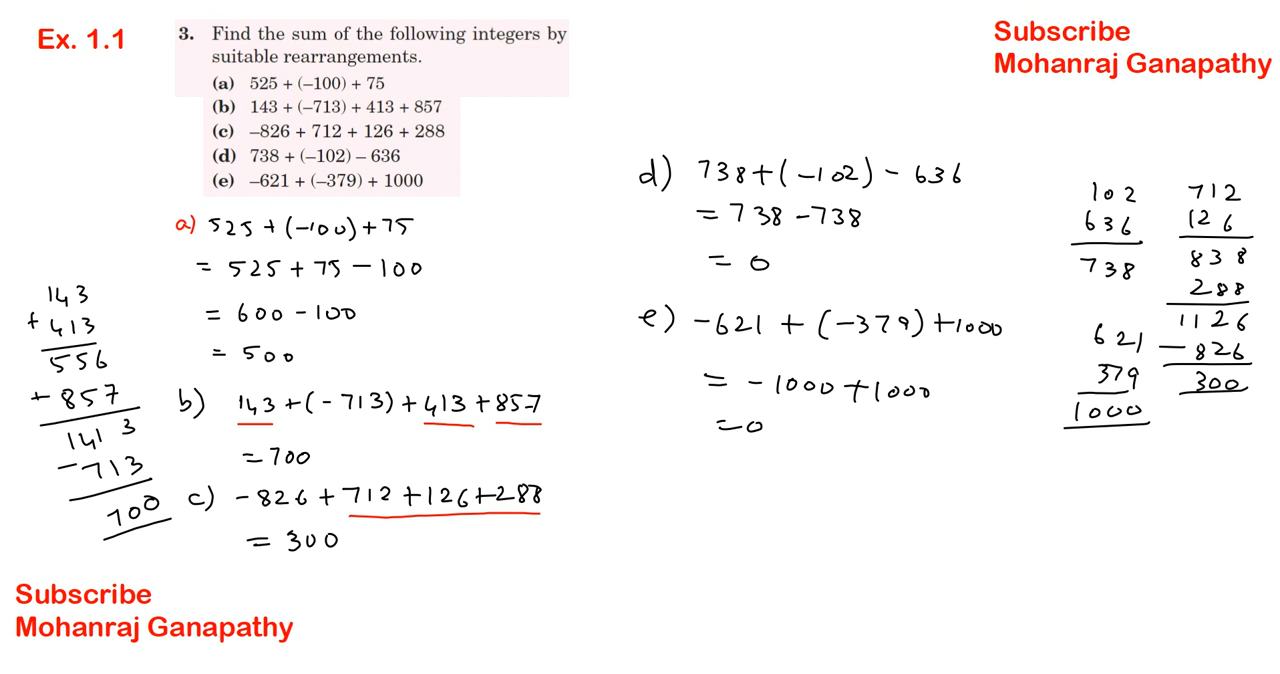 Ex. 1.1
3. Find the sum of the following integers by
suitable rearrangements.
(a) 525 + (–100) + 75
(b) 143 + (–713) + 413 + 857
(c) –826 + 712 + 126 + 288
(d) 738 + (–102) – 636
(e) –621 + (–379) + 1000
a) 525 + (-100) + 75
= 525 + 75 - 100
= 600 - 100
= 500
143
+ 413
556
+ 857
1413
- 713
700
b) 143 + (-713) + 413 + 857
= 700
c) -826 + 712 + 126 + 288
= 300
Subscribe
Mohanraj Ganapathy
Subscribe
Mohanraj Ganapathy
d) 738 + (-102) - 636
= 738 - 738
= 0
e) -621 + (-379) + 1000
= -1000 + 1000
= 0
102
636
738
621
379
1000
712
126
838
288
1126
- 826
300